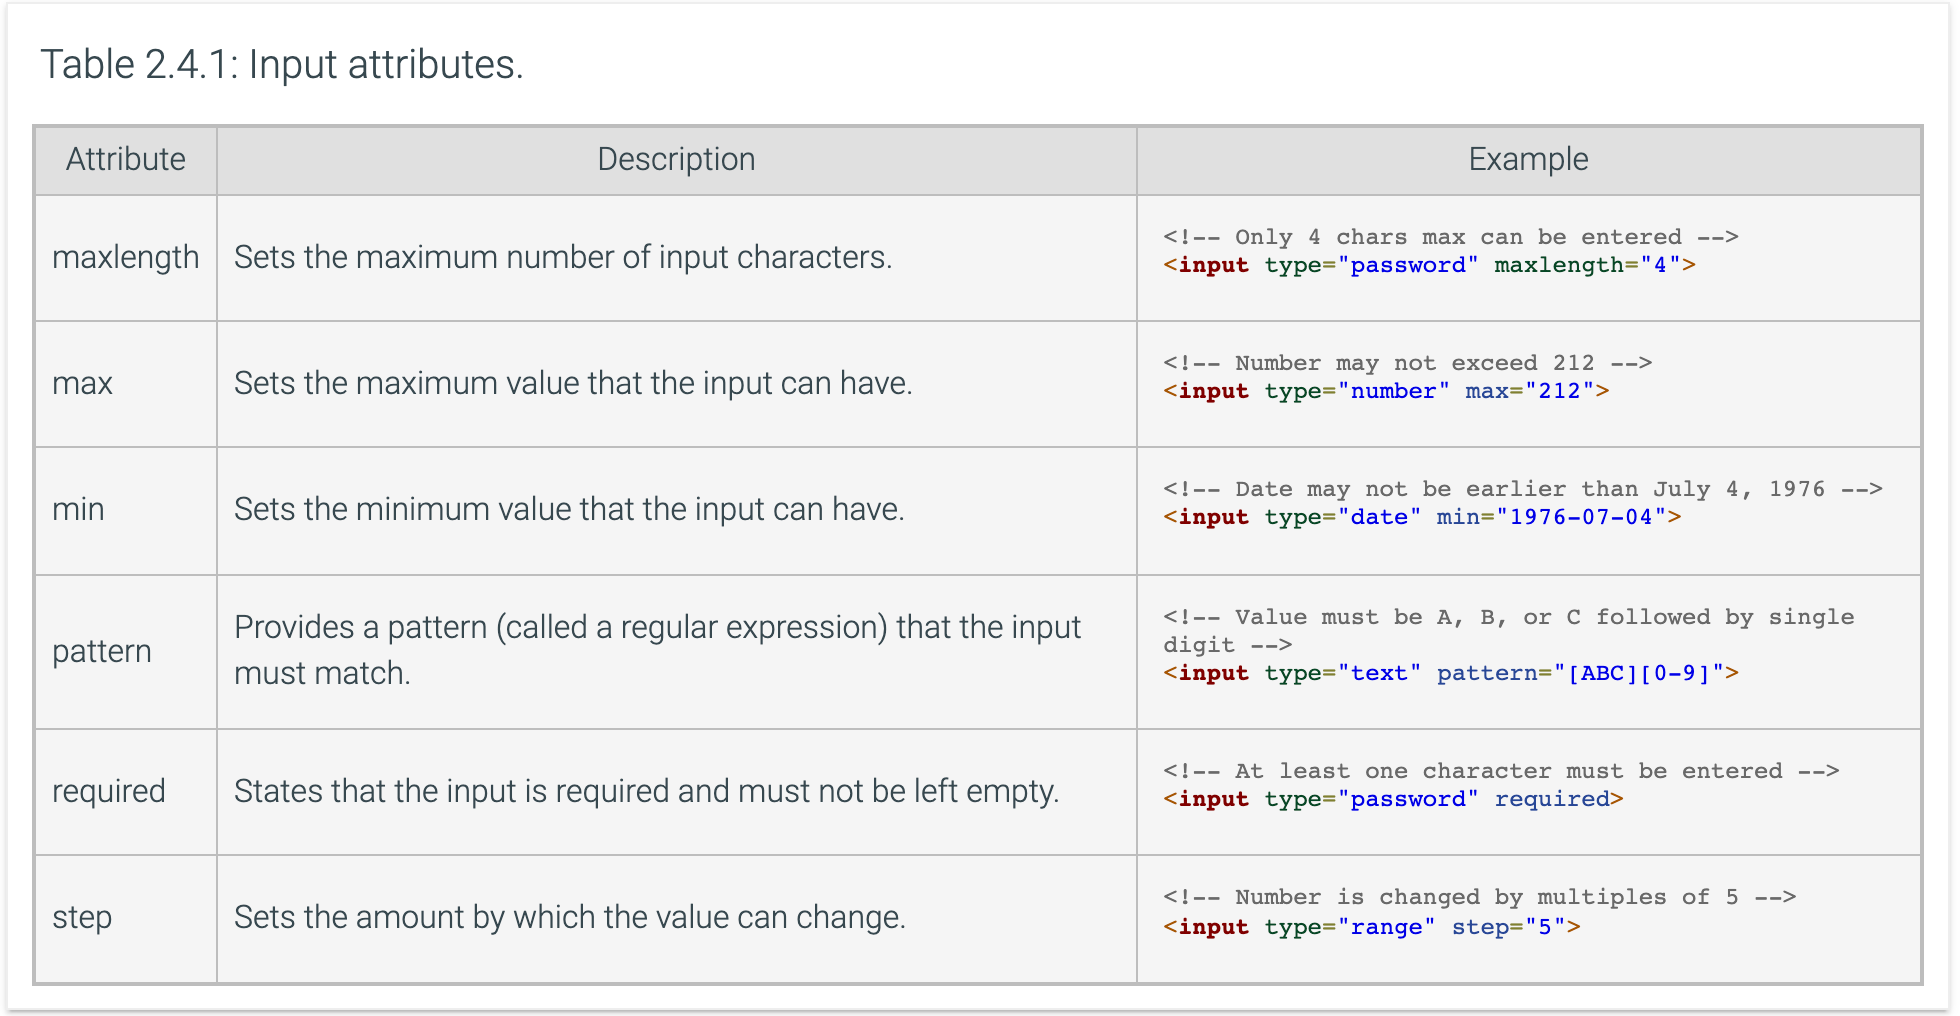 Table 2.4.1: Input attributes.
Attribute Description Example
maxlength Sets the maximum number of input characters.
<!-- Only 4 chars max can be entered -->
<input type="password" maxlength="4">
max Sets the maximum value that the input can have.
<!-- Number may not exceed 212 -->
<input type="number" max="212">
min Sets the minimum value that the input can have.
<!-- Date may not be earlier than July 4, 1976 -->
<input type="date" min="1976-07-04">
pattern
Provides a pattern (called a regular expression) that the input
must match.
<!-- Value must be A, B, or C followed by single
digit -->
<input type="text" pattern="[ABC][0-9]">
required States that the input is required and must not be left empty.
<!-- At least one character must be entered -->
<input type="password" required>
step Sets the amount by which the value can change.
<!-- Number is changed by multiples of 5 -->
<input type="range" step="5">